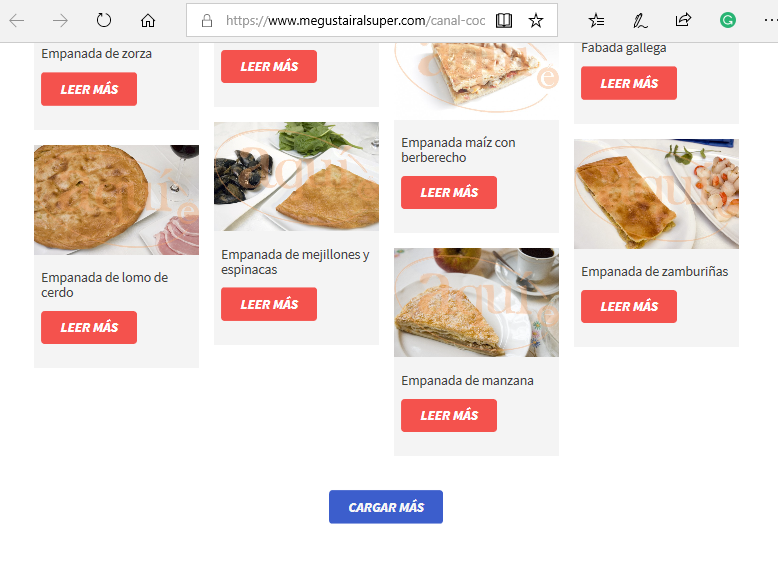 https://www.megustairalsuper.com/canal-coc
Empanada de zorza
LEER MÁS
Empanada de lomo de
cerdo
LEER MÁS
LEER MÁS
aquí
Empanada de mejillones y
espinacas
LEER MÁS
Empanada maíz con
berberecho
LEER MÁS
aquí
Empanada de manzana
LEER MÁS
Fabada gallega
LEER MÁS
Empanada de zamburiñas
LEER MÁS
CARGAR MÁS